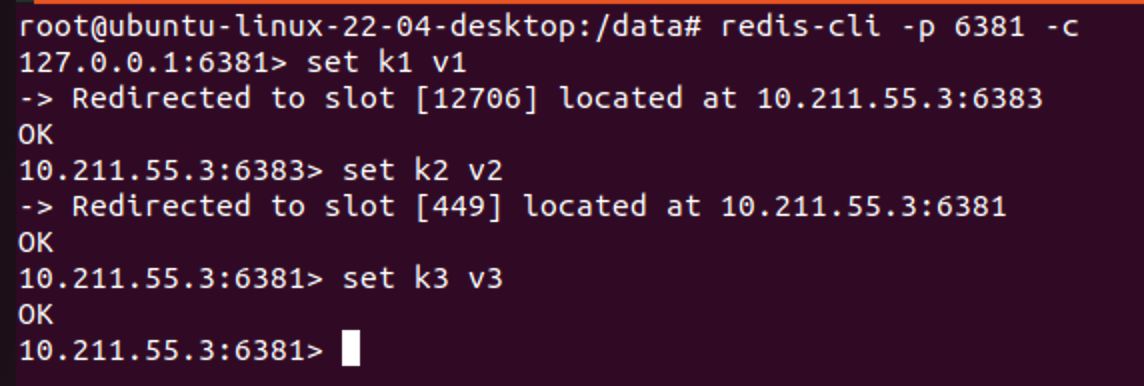 root@ubuntu-linux-22-04-desktop:/data# redis-cli -p 6381 -c
127.0.0.1:6381> set k1 v1
-> Redirected to slot [12706] located at 10.211.55.3:6383
OK
10.211.55.3:6383> set k2 v2
-> Redirected to slot [449] located at 10.211.55.3:6381
OK
10.211.55.3:6381> set k3 v3
OK
10.211.55.3:6381>